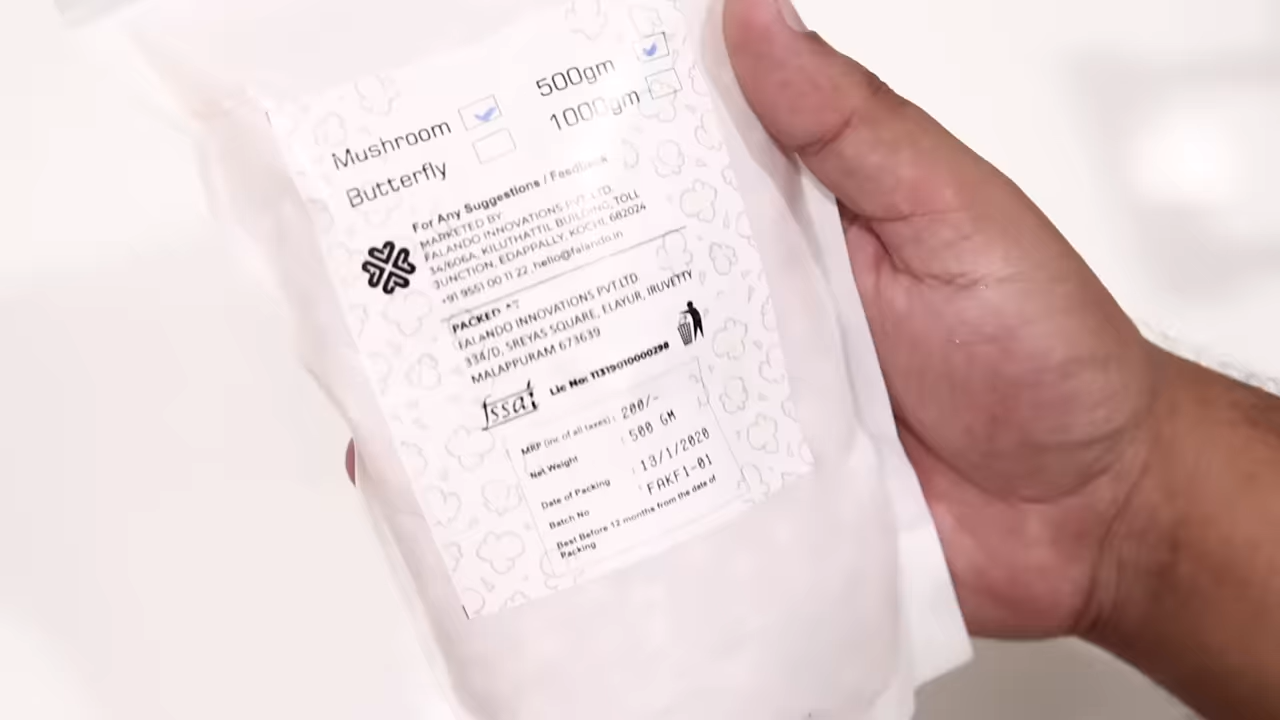 Mushroom
Butterfly
500gm
1000gm
For Any Suggestions / Feedback
MARKETED BY:
FALANDO INNOVATIONS PVT LTD.
34/606A, KILUTHATTIL BUILDING, TOLL
JUNCTION, EDAPPALLY, KOCHI, 682024
+91 9551 00 11 22 ,hello@falando.in
PACKED AT
FALANDO INNOVATIONS PVT.LTD
334/D, SREYAS SQUARE, ELAYUR, IRUVETTY
MALAPPURAM 673639
fssai Lic No: 11319010000298
MRP (inc of all taxes) : 200/-
Net Weight : 500 GM
Date of Packing : 13/1/2020
Batch No : FAKF1-01
Best Before 12 months from the date of
Packing